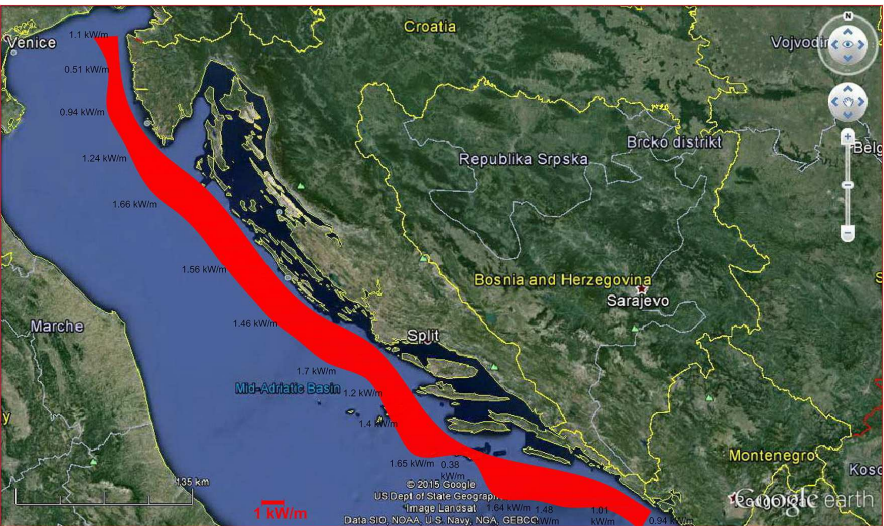 N
Croatia
1.1 kW/m
Venice
0.51 kW/m
0.94 kW/m
1.24 kW/m
Brcko distrikt
Republika Srpska
1.66 kW/m
1.56 kW/m
Bosnia and Herzegovina
Sarajevo
1.46 kW/m
Marche
Split
1.7 kW/m
Mid-Adriatic Basin
1.2 kW/m
1.4 kW/m
Montenegro
1.65 kW/m
0.38
kW/m
135 km
© 2015 Google
US Dept of State Geographer
Image Landsat
Data SIO, NOAA, U.S. Navy, NGA, GEBCO
1 kW/m
1.64 kW/m
1.48
kW/m
1.01
kW/m
0.94 kW/m
Google earth